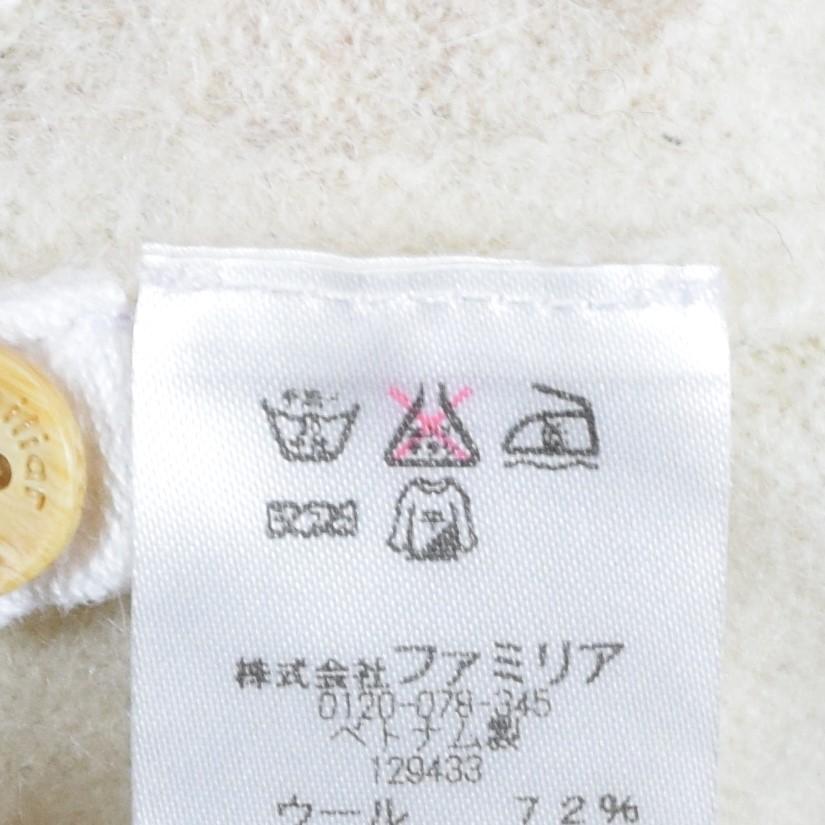 株式会社ファミリア
0120-078-345
ベトナム製
129433
ウール 72%